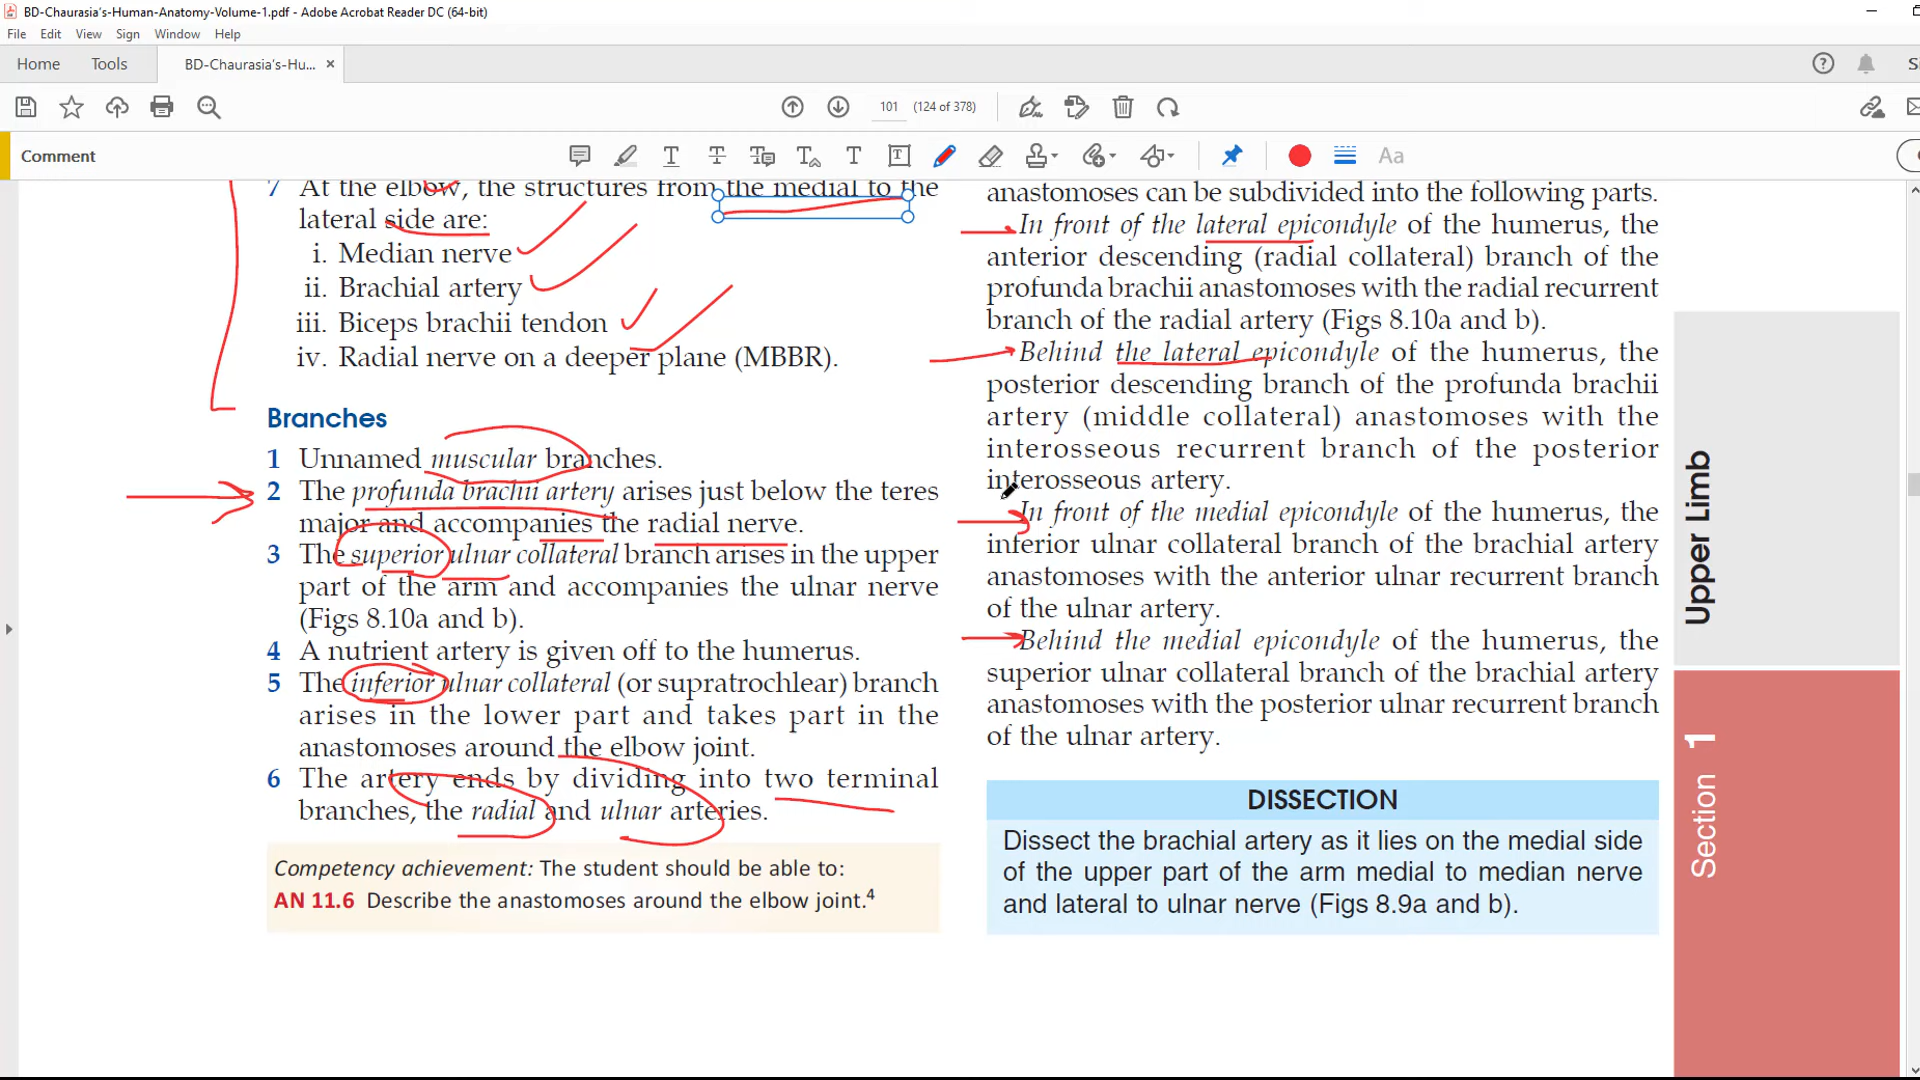 BD-Chaurasia's-Human-Anatomy-Volume-1.pdf - Adobe Acrobat Reader DC (64-bit)
File Edit View Sign Window Help
Home Tools BD-Chaurasia's-Hu... ×
101 (124 of 378)
Comment
Aa
7 At the elbow, the structures from the medial to the
lateral side are:
i. Median nerve
ii. Brachial artery
iii. Biceps brachii tendon
iv. Radial nerve on a deeper plane (MBBR).
Branches
1 Unnamed muscular branches.
2 The profunda brachii artery arises just below the teres
major and accompanies the radial nerve.
3 The superior ulnar collateral branch arises in the upper
part of the arm and accompanies the ulnar nerve
(Figs 8.10a and b).
4 A nutrient artery is given off to the humerus.
5 The inferior ulnar collateral (or supratrochlear) branch
arises in the lower part and takes part in the
anastomoses around the elbow joint.
6 The artery ends by dividing into two terminal
branches, the radial and ulnar arteries.
Competency achievement: The student should be able to:
AN 11.6 Describe the anastomoses around the elbow joint.4
anastomoses can be subdivided into the following parts.
In front of the lateral epicondyle of the humerus, the
anterior descending (radial collateral) branch of the
profunda brachii anastomoses with the radial recurrent
branch of the radial artery (Figs 8.10a and b).
Behind the lateral epicondyle of the humerus, the
posterior descending branch of the profunda brachii
artery (middle collateral) anastomoses with the
interosseous recurrent branch of the posterior
interosseous artery.
In front of the medial epicondyle of the humerus, the
inferior ulnar collateral branch of the brachial artery
anastomoses with the anterior ulnar recurrent branch
of the ulnar artery.
Behind the medial epicondyle of the humerus, the
superior ulnar collateral branch of the brachial artery
anastomoses with the posterior ulnar recurrent branch
of the ulnar artery.
DISSECTION
Dissect the brachial artery as it lies on the medial side
of the upper part of the arm medial to median nerve
and lateral to ulnar nerve (Figs 8.9a and b).
Upper Limb
Section 1